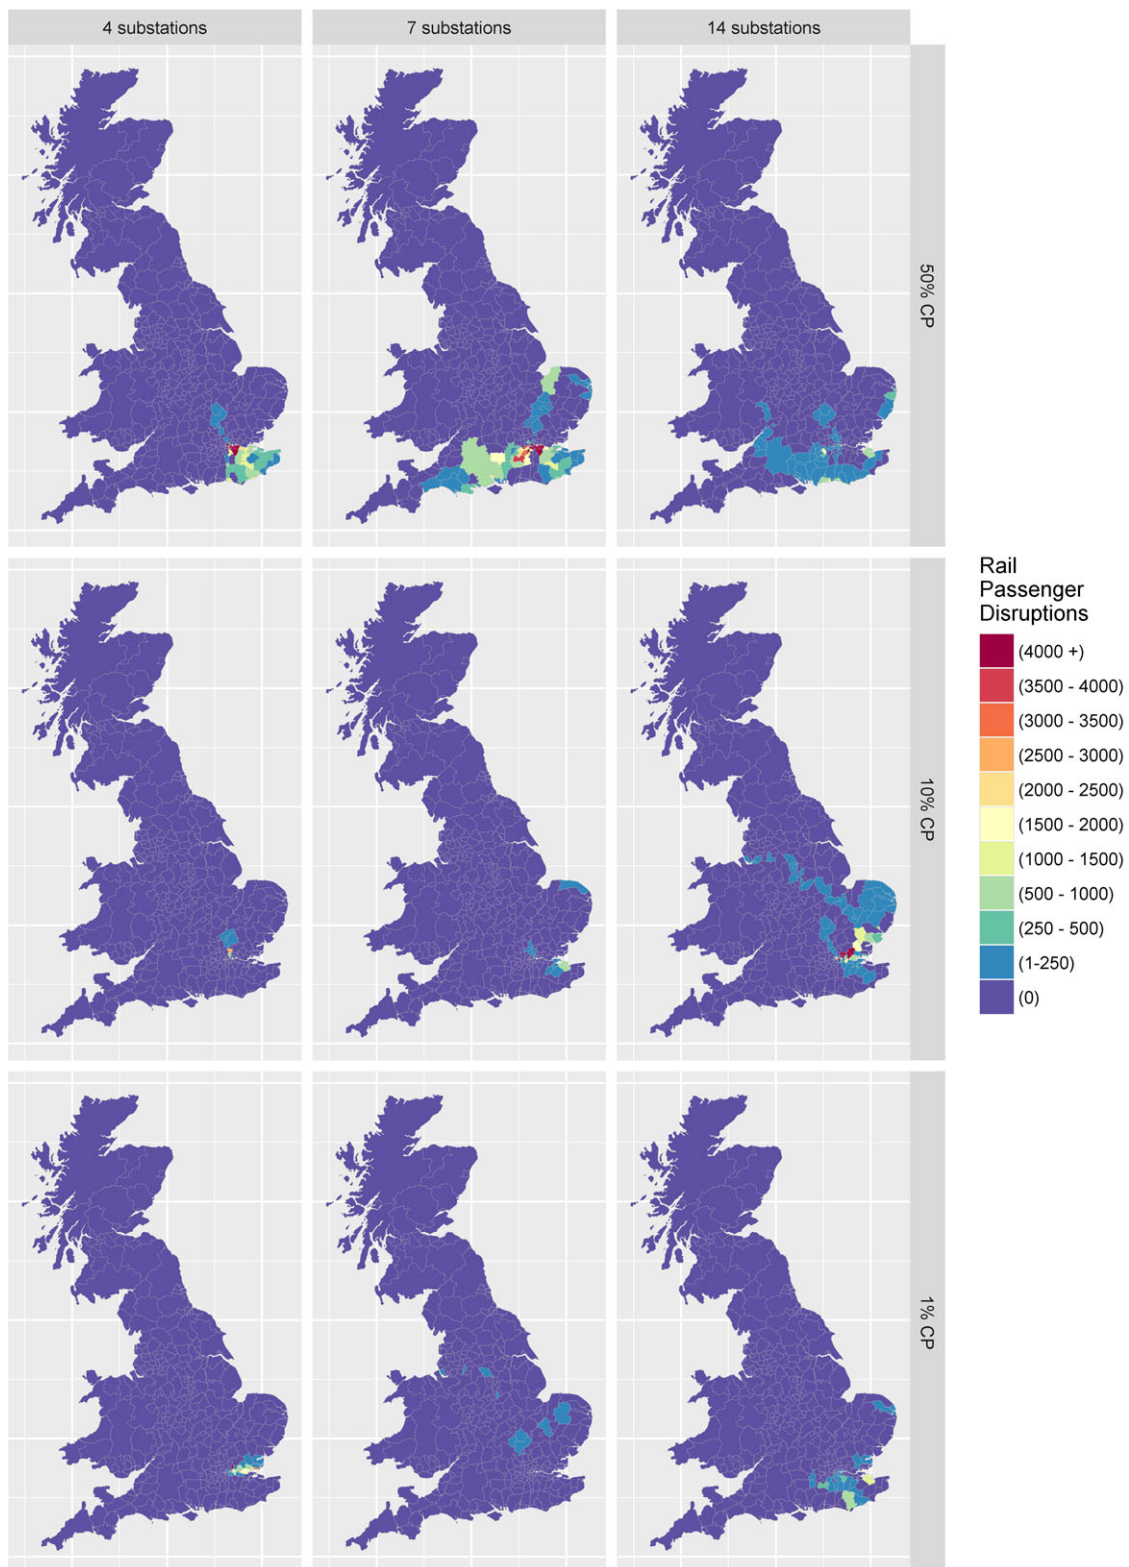 4 substations
7 substations
14 substations
50% CP
10% CP
1% CP
Rail
Passenger
Disruptions
(4000 +)
(3500 - 4000)
(3000 - 3500)
(2500 - 3000)
(2000 - 2500)
(1500 - 2000)
(1000 - 1500)
(500 - 1000)
(250 - 500)
(1-250)
(0)